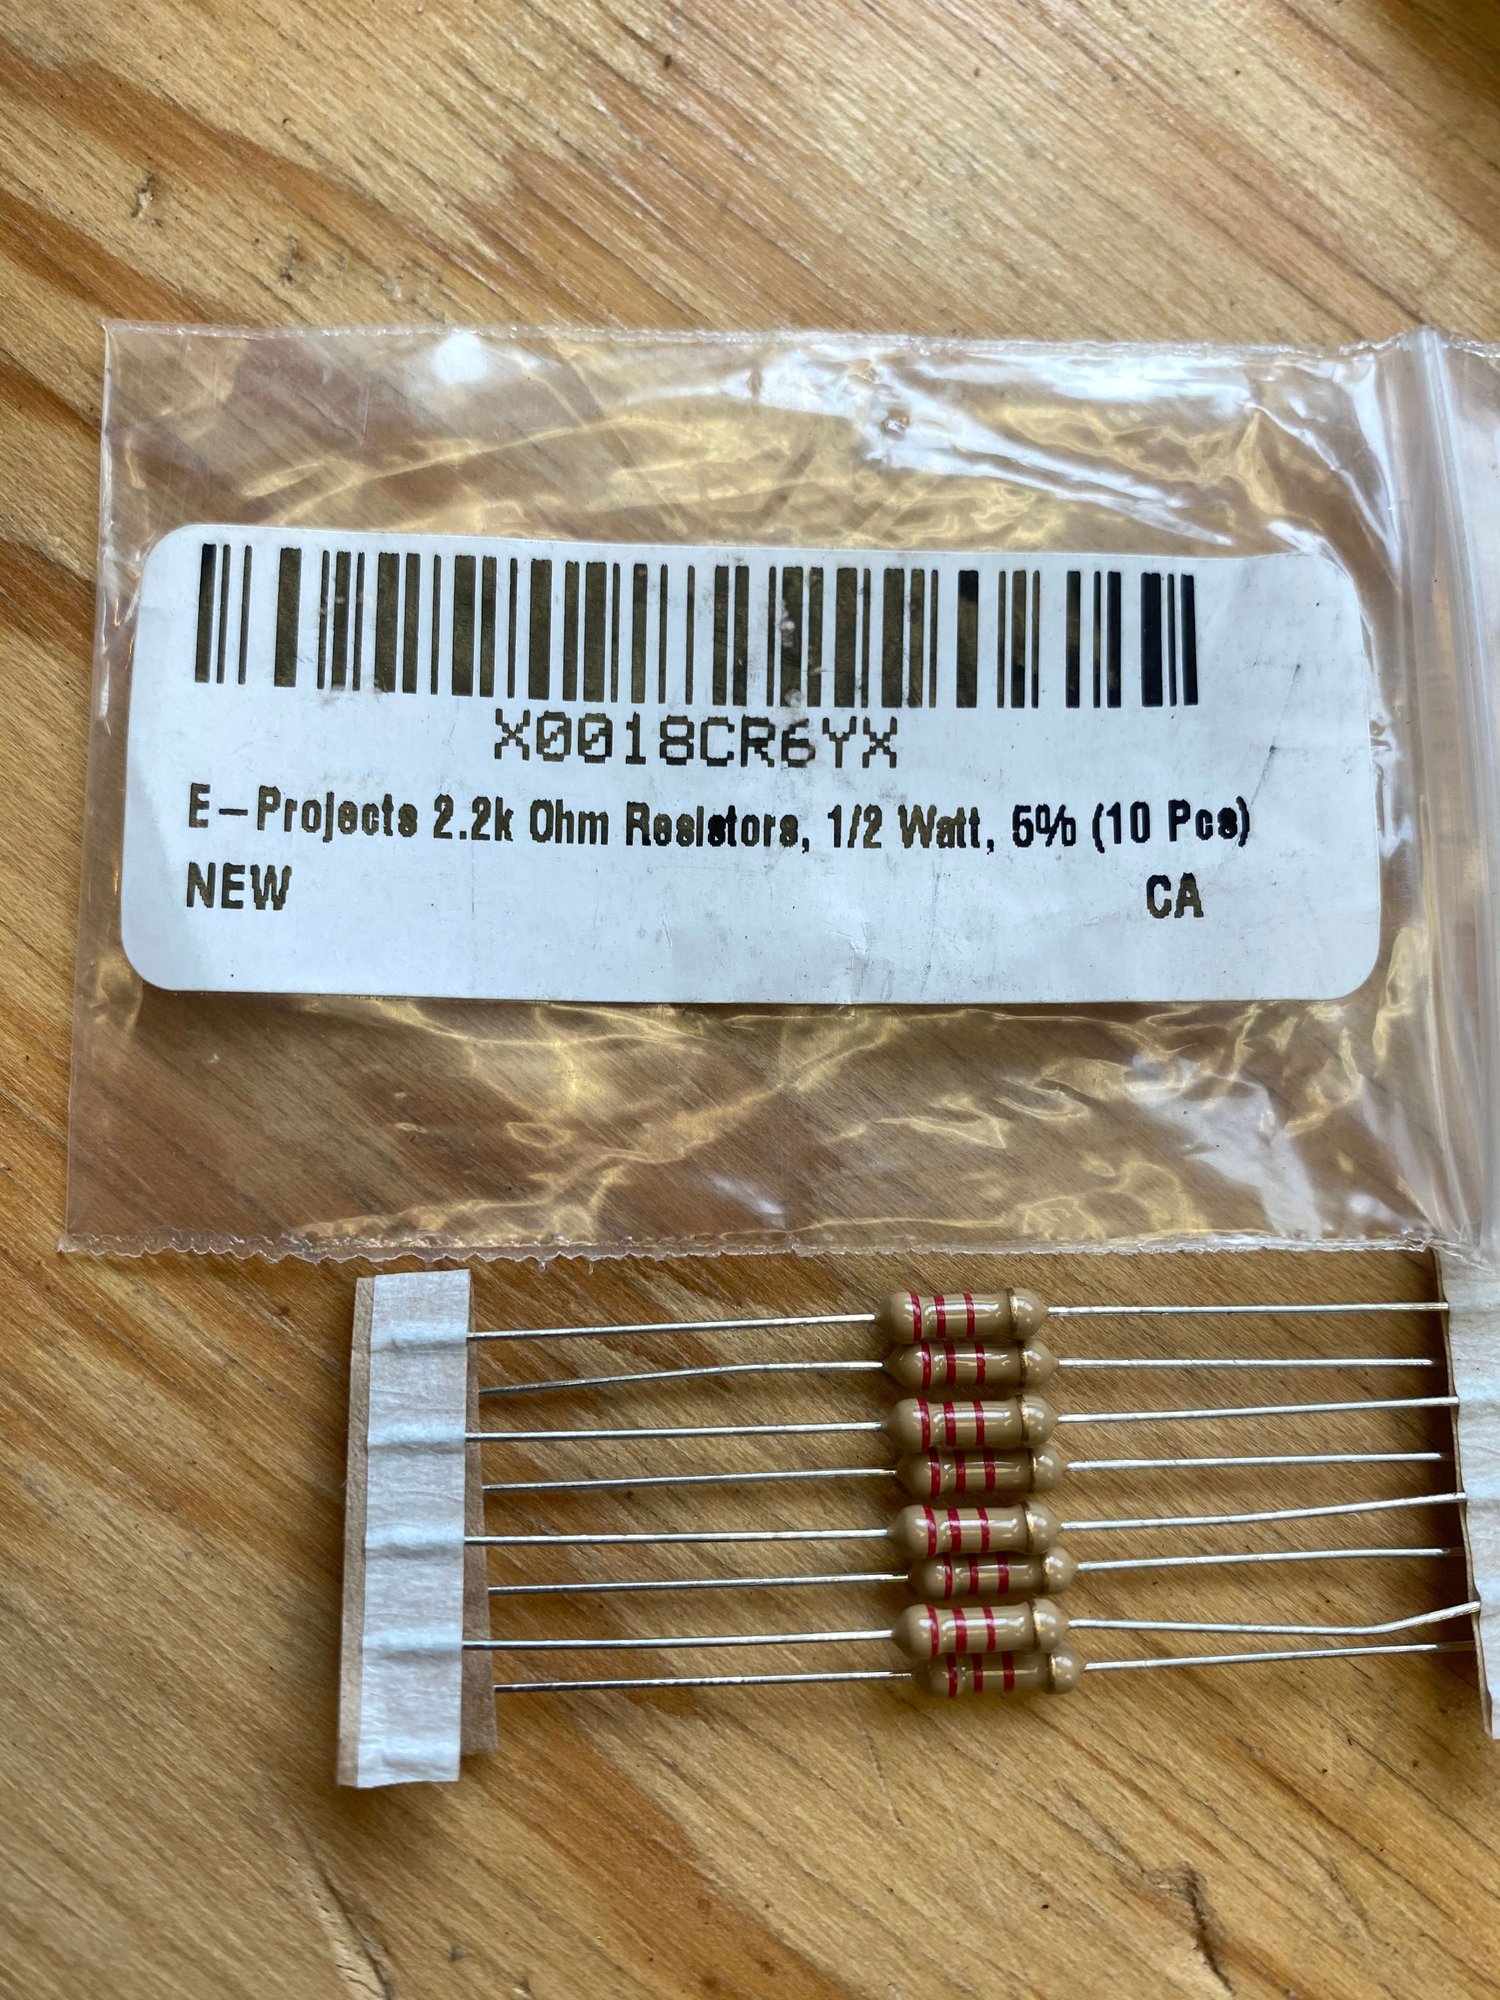 X0018CR6YX
E-Projects 2.2k Ohm Resistors, 1/2 Watt, 5% (10 Pcs)
NEW CA